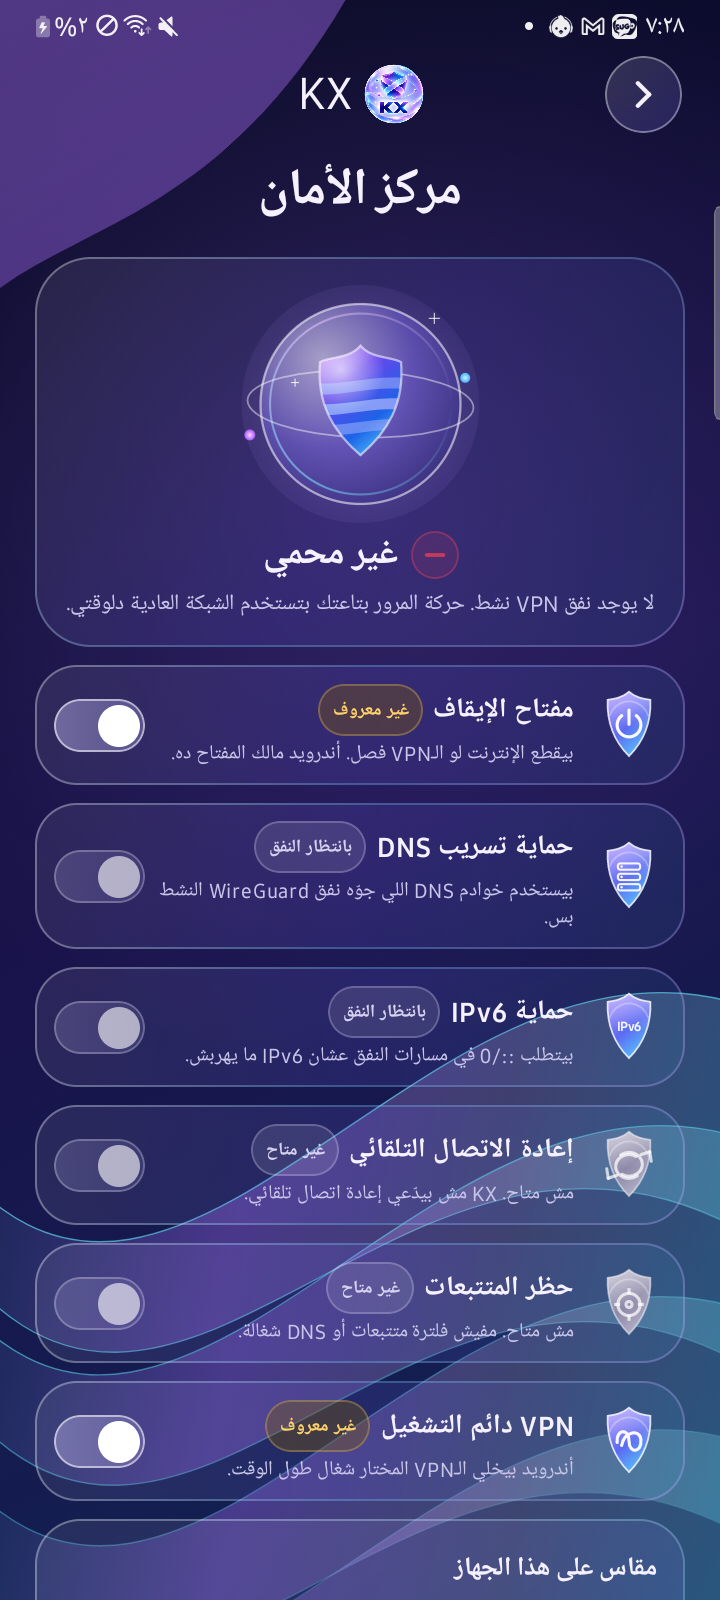 ٧:٢٨
%٢
KX
KX
مركز الأمان
غير محمي
لا يوجد نفق VPN نشط. حركة المرور بتاعتك بتستخدم الشبكة العادية دلوقتي.
مفتاح الإيقاف غير معروف
بيقطع الإنترنت لو الـVPN فصل. أندرويد مالك المفتاح ده.
حماية تسريب DNS بانتظار النفق
بيستخدم خوادم DNS اللي جوّه نفق WireGuard النشط
بس.
حماية IPv6 بانتظار النفق
IPv6
بيتطلب ::/0 في مسارات النفق عشان IPv6 ما يهربش.
إعادة الاتصال التلقائي غير متاح
مش متاح. KX مش بيدّعي إعادة اتصال تلقائي.
حظر المتتبعات غير متاح
مش متاح. مفيش فلترة متتبعات أو DNS شغالة.
VPN دائم التشغيل غير معروف
أندرويد بيخلي الـVPN المختار شغال طول الوقت.
مقاس على هذا الجهاز